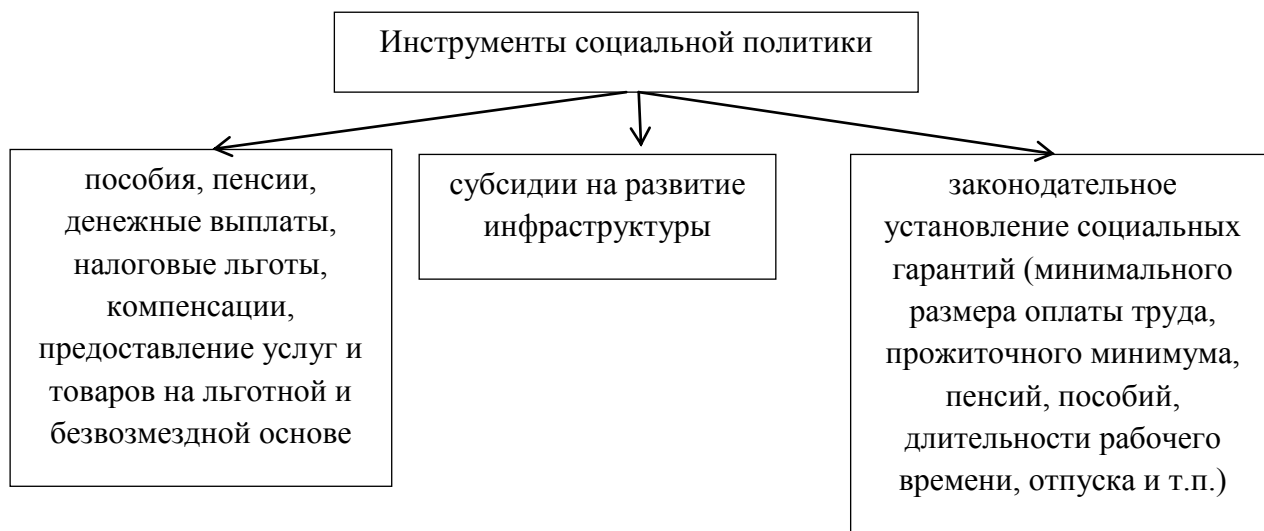 Инструменты социальной политики
пособия, пенсии,
денежные выплаты,
налоговые льготы,
компенсации,
предоставление услуг и
товаров на льготной и
безвозмездной основе
субсидии на развитие
инфраструктуры
законодательное
установление социальных
гарантий (минимального
размера оплаты труда,
прожиточного минимума,
пенсий, пособий,
длительности рабочего
времени, отпуска и т.п.)